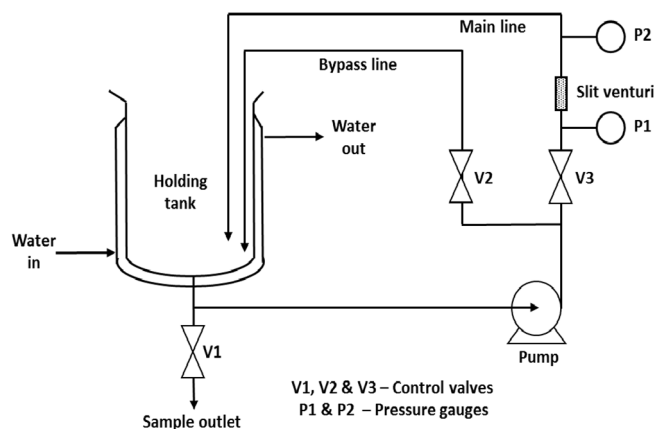 Main line
P2
Bypass line
Slit venturi
Water
out
P1
Holding
tank
V2
V3
Water
in
V1
Pump
V1, V2 & V3 – Control valves
P1 & P2 – Pressure gauges
Sample outlet